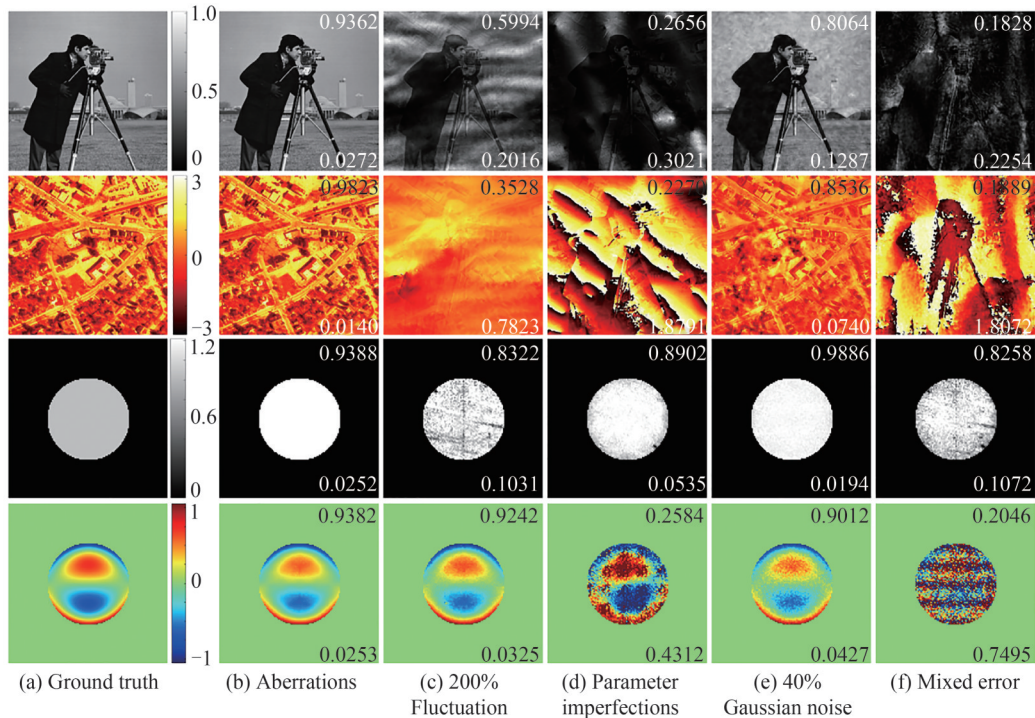 1.0 0.9362 0.5994 0.2656 0.8064 0.1828
0.5
0 0.0272 0.2016 0.3021 0.1287 0.2254
3 0.9823 0.3528 0.8536 0.1889
0
−3 0.0140 0.7823 1.8791 0.0740 1.8072
1.2 0.9388 0.8322 0.8902 0.9886 0.8258
0.6
0 0.0252 0.1031 0.0535 0.0194 0.1072
1 0.9382 0.9242 0.2584 0.9012 0.2046
0
−1 0.0253 0.0325 0.4312 0.0427 0.7495
(a) Ground truth (b) Aberrations (c) 200% (d) Parameter (e) 40% (f) Mixed error
Fluctuation imperfections Gaussian noise